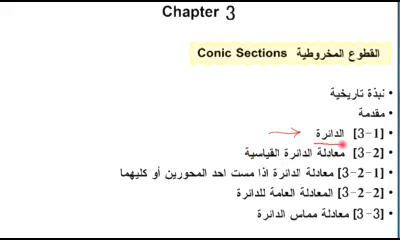 Chapter 3
القطوع المخروطية Conic Sections
• نبذة تاريخية
• مقدمة
• [3-1] الدائرة
• [3-2] معادلة الدائرة القياسية
• [3-2-1] معادلة الدائرة اذا مست احد المحورين أو كليهما
• [3-2-2] المعادلة العامة للدائرة
• [3-3] معادلة مماس الدائرة